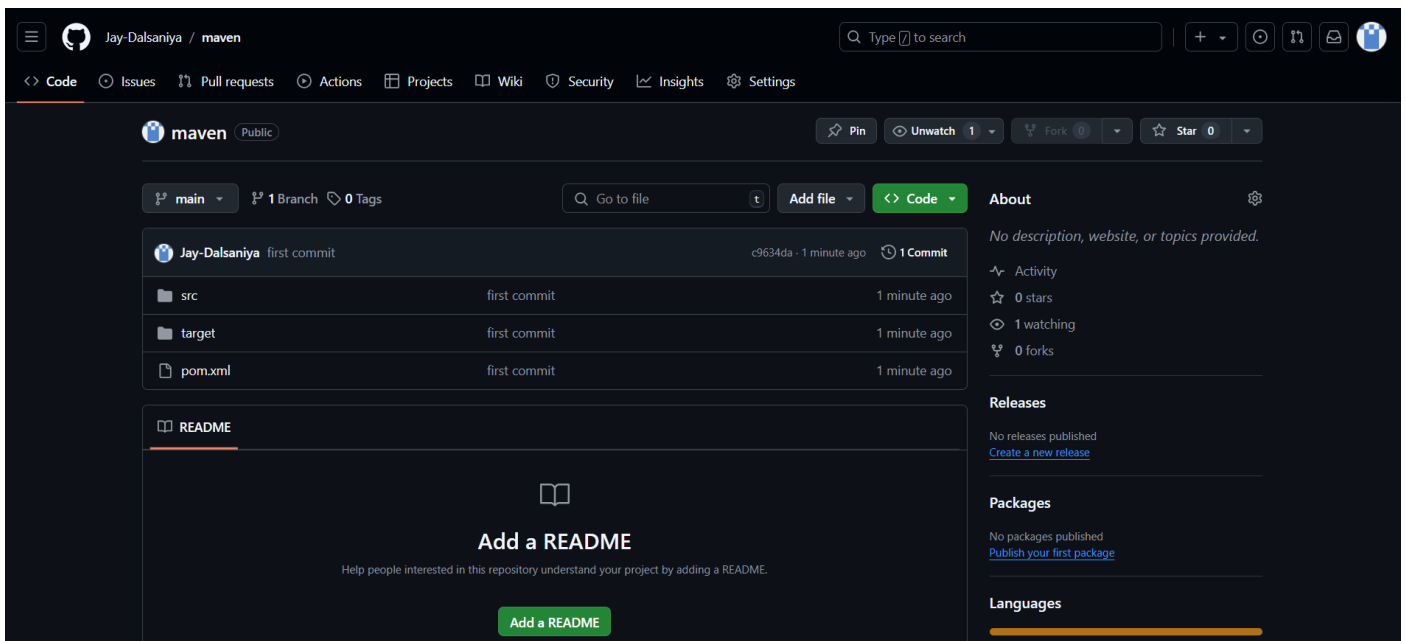 Jay-Dalsaniya / maven
Type / to search
Code Issues Pull requests Actions Projects Wiki Security Insights Settings
maven Public
Pin Unwatch 1 Fork 0 Star 0
main 1 Branch 0 Tags Go to file t Add file Code
Jay-Dalsaniya first commit c9634da · 1 minute ago 1 Commit
src first commit 1 minute ago
target first commit 1 minute ago
pom.xml first commit 1 minute ago
README
Add a README
Help people interested in this repository understand your project by adding a README.
Add a README
About
No description, website, or topics provided.
Activity
0 stars
1 watching
0 forks
Releases
No releases published
Create a new release
Packages
No packages published
Publish your first package
Languages